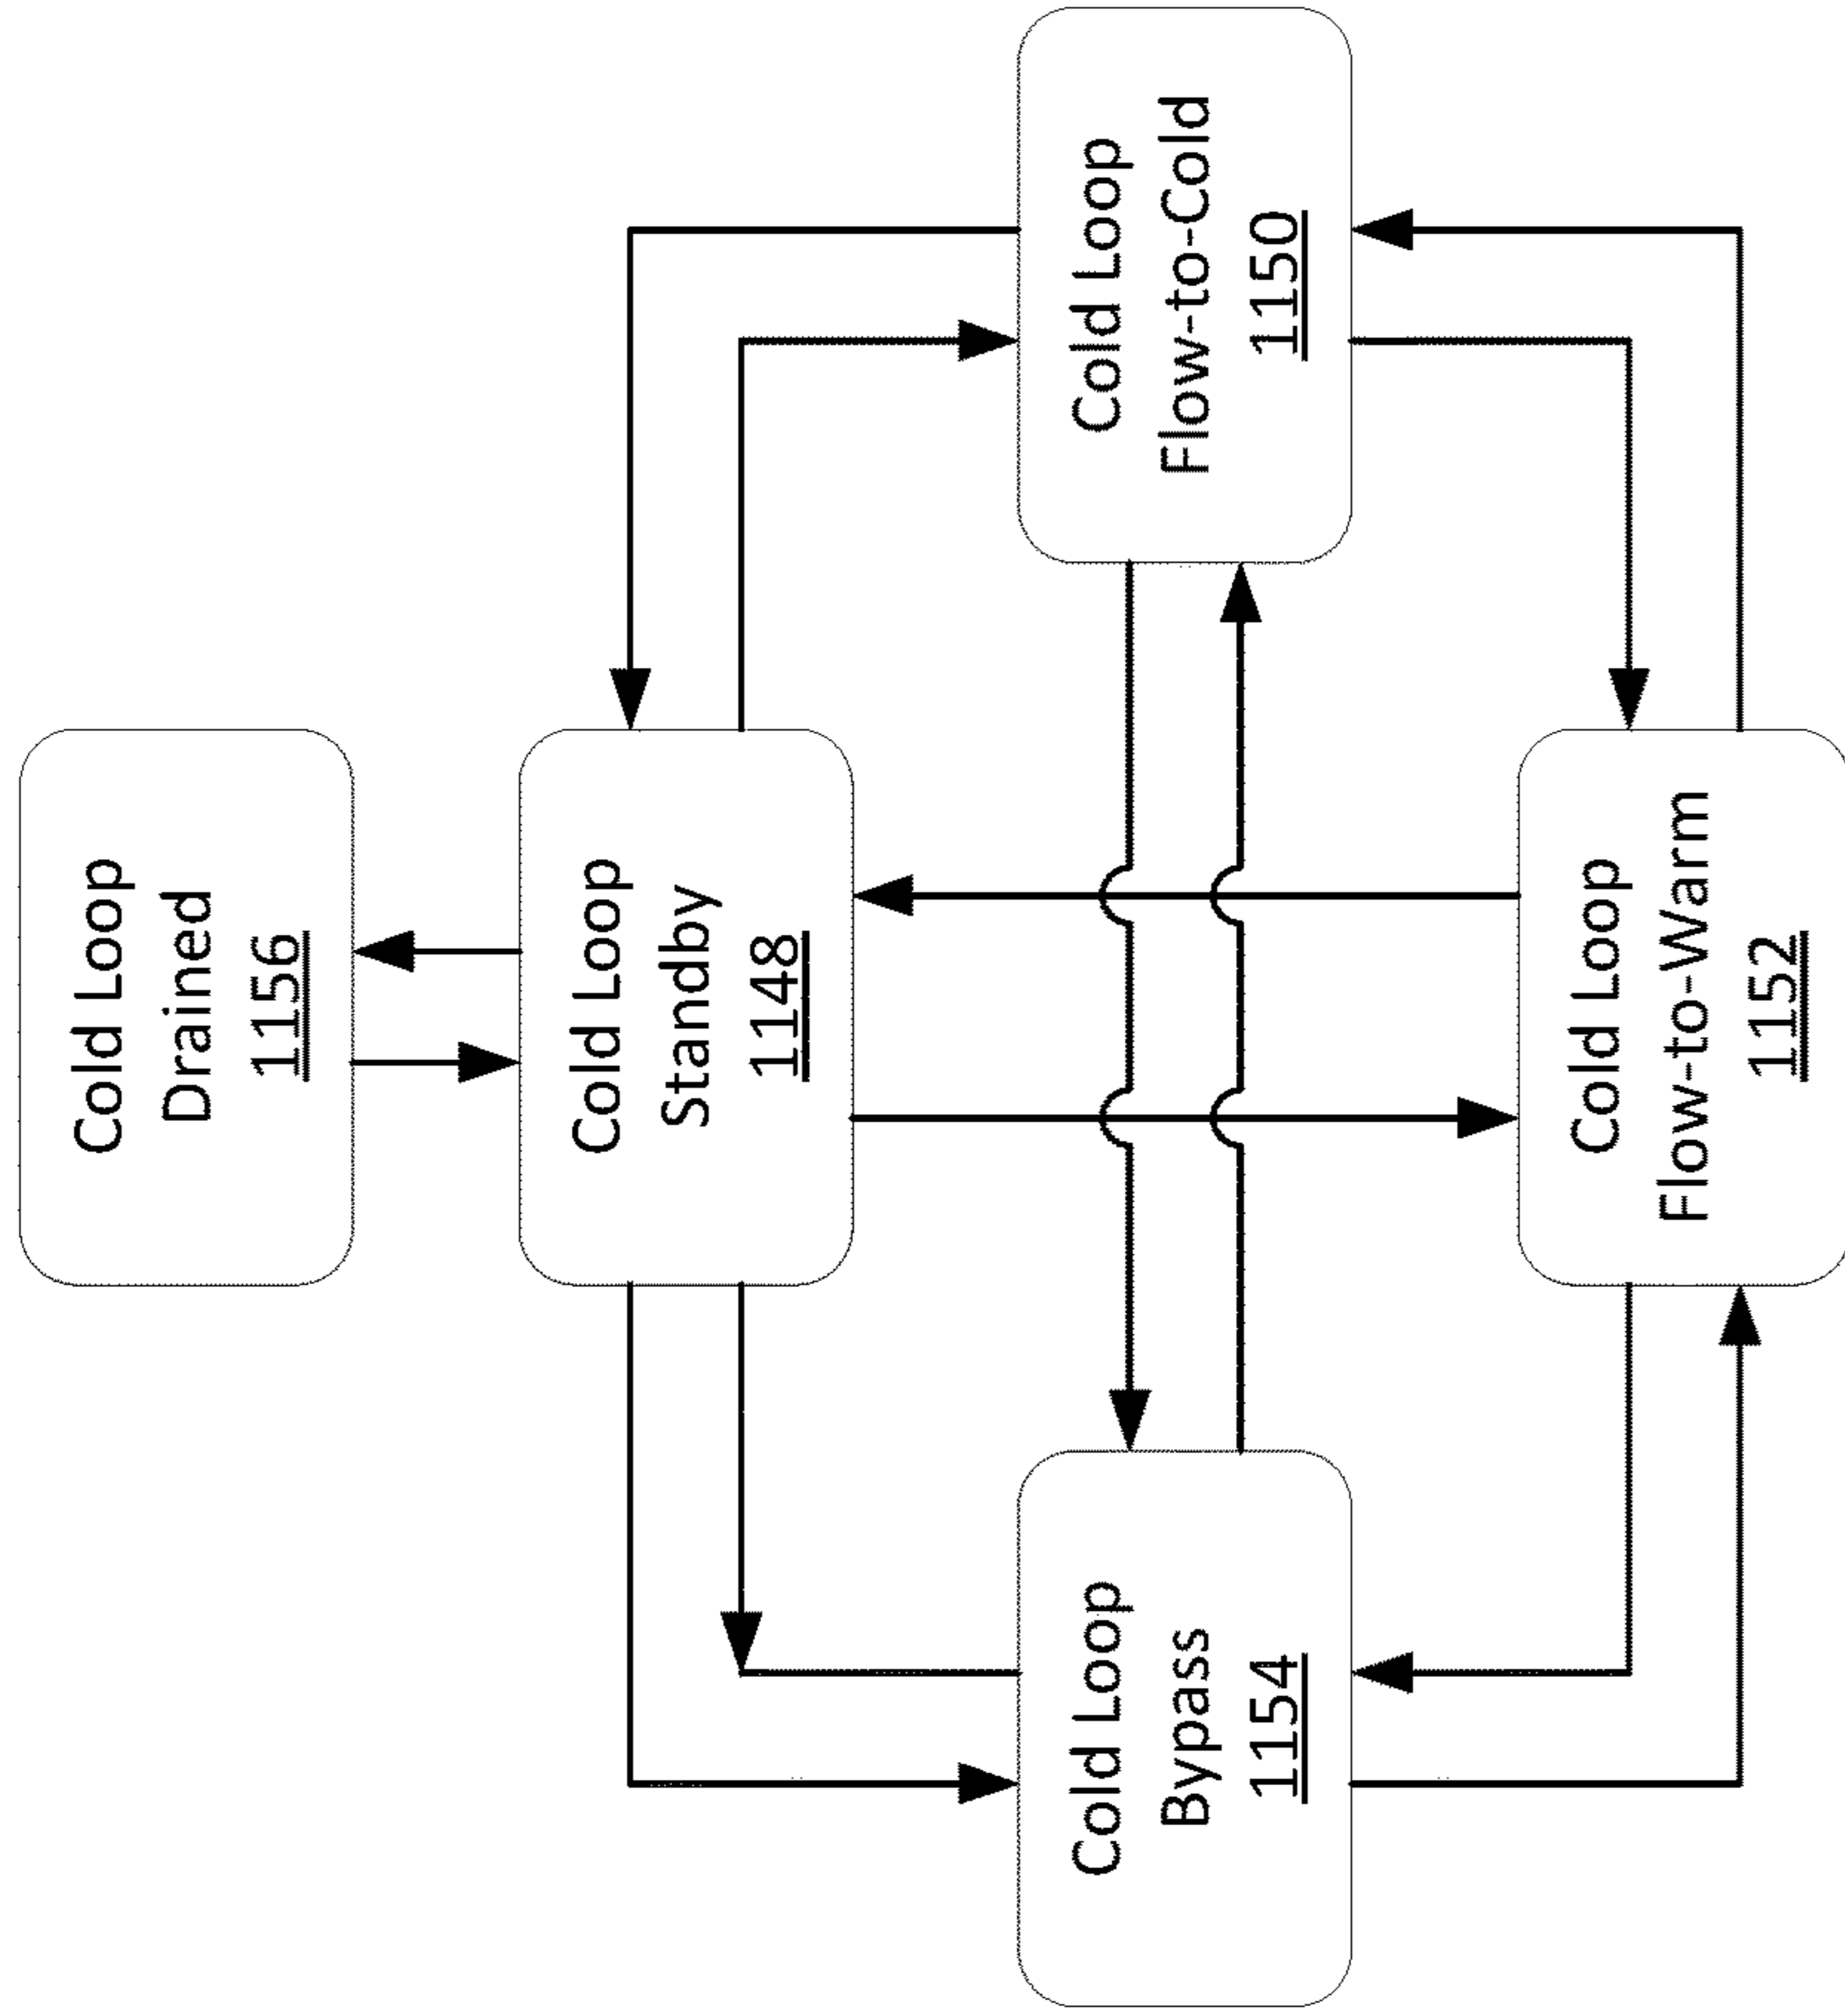 Cold Loop
Drained
1156
Cold Loop
Standby
1148
Cold Loop
Flow-to-Cold
1150
Cold Loop
Bypass
1154
Cold Loop
Flow-to-Warm
1152